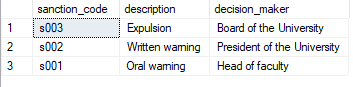 sanction_code description decision_maker
1 s003 Expulsion Board of the University
2 s002 Written warning President of the University
3 s001 Oral warning Head of faculty